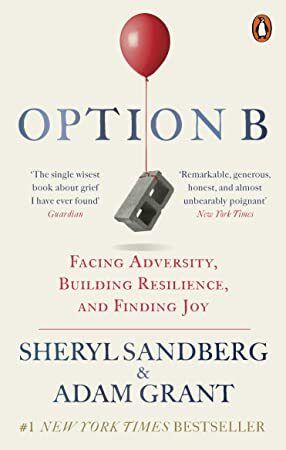 OPTION B
'The single wisest
book about grief
I have ever found'
Guardian
'Remarkable, generous,
honest, and almost
unbearably poignant'
New York Times
FACING ADVERSITY,
BUILDING RESILIENCE,
AND FINDING JOY
SHERYL SANDBERG
&
ADAM GRANT
#1 NEW YORK TIMES BESTSELLER